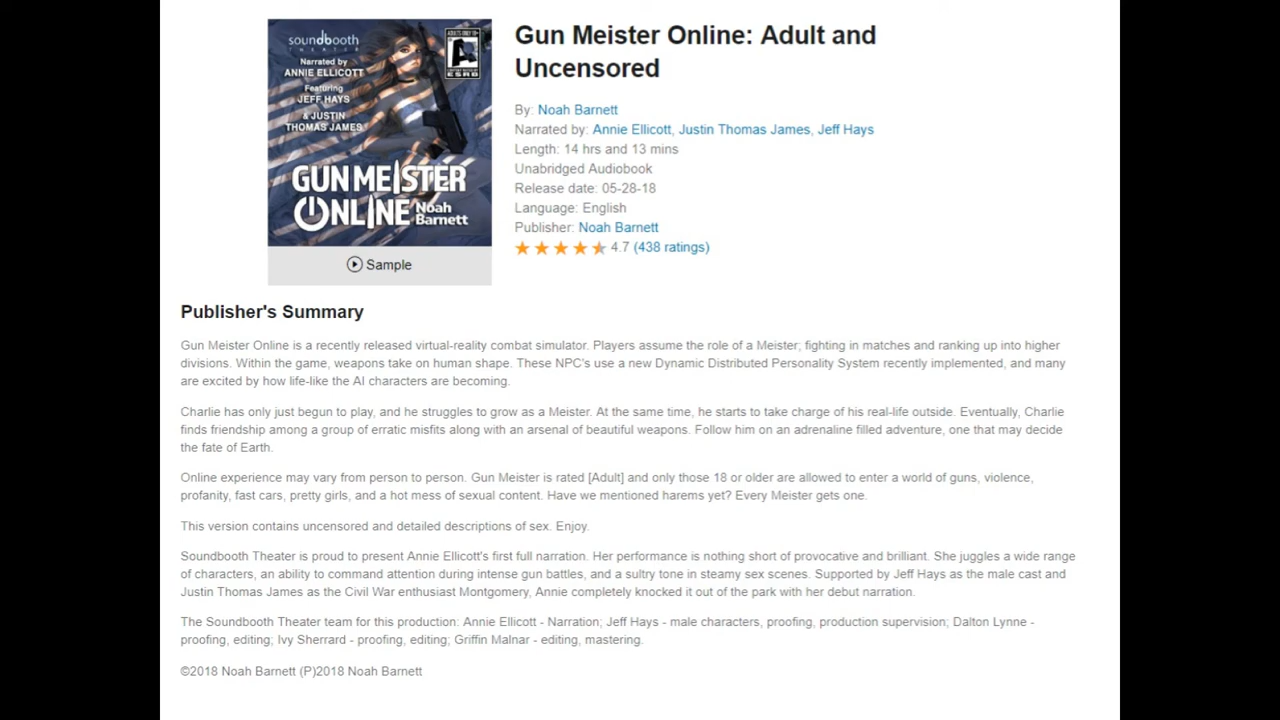 soundbooth
THEATER
Narrated by
ANNIE ELLICOTT
Featuring
JEFF HAYS
& JUSTIN
THOMAS JAMES
ADULTS ONLY 18+
ESRB
GUN MEISTER
ONLINE
Noah
Barnett
Sample
Gun Meister Online: Adult and
Uncensored
By: Noah Barnett
Narrated by: Annie Ellicott, Justin Thomas James, Jeff Hays
Length: 14 hrs and 13 mins
Unabridged Audiobook
Release date: 05-28-18
Language: English
Publisher: Noah Barnett
4.7 (438 ratings)
Publisher's Summary
Gun Meister Online is a recently released virtual-reality combat simulator. Players assume the role of a Meister; fighting in matches and ranking up into higher
divisions. Within the game, weapons take on human shape. These NPC's use a new Dynamic Distributed Personality System recently implemented, and many
are excited by how life-like the AI characters are becoming.
Charlie has only just begun to play, and he struggles to grow as a Meister. At the same time, he starts to take charge of his real-life outside. Eventually, Charlie
finds friendship among a group of erratic misfits along with an arsenal of beautiful weapons. Follow him on an adrenaline filled adventure, one that may decide
the fate of Earth.
Online experience may vary from person to person. Gun Meister is rated [Adult] and only those 18 or older are allowed to enter a world of guns, violence,
profanity, fast cars, pretty girls, and a hot mess of sexual content. Have we mentioned harems yet? Every Meister gets one.
This version contains uncensored and detailed descriptions of sex. Enjoy.
Soundbooth Theater is proud to present Annie Ellicott's first full narration. Her performance is nothing short of provocative and brilliant. She juggles a wide range
of characters, an ability to command attention during intense gun battles, and a sultry tone in steamy sex scenes. Supported by Jeff Hays as the male cast and
Justin Thomas James as the Civil War enthusiast Montgomery, Annie completely knocked it out of the park with her debut narration.
The Soundbooth Theater team for this production: Annie Ellicott - Narration; Jeff Hays - male characters, proofing, production supervision; Dalton Lynne -
proofing, editing; Ivy Sherrard - proofing, editing; Griffin Malnar - editing, mastering.
©2018 Noah Barnett (P)2018 Noah Barnett